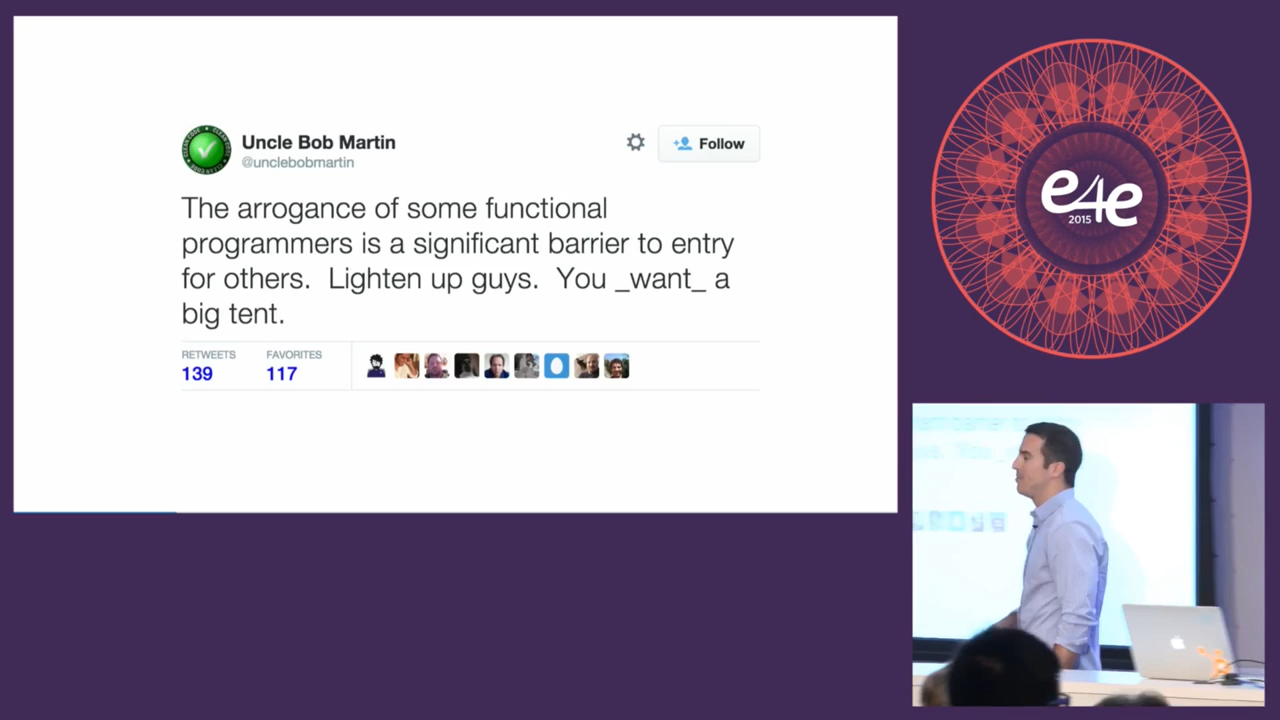 Uncle Bob Martin
@unclebobmartin
Follow
The arrogance of some functional
programmers is a significant barrier to entry
for others.  Lighten up guys.  You _want_ a
big tent.
RETWEETS
FAVORITES
139
117
e4e
2015